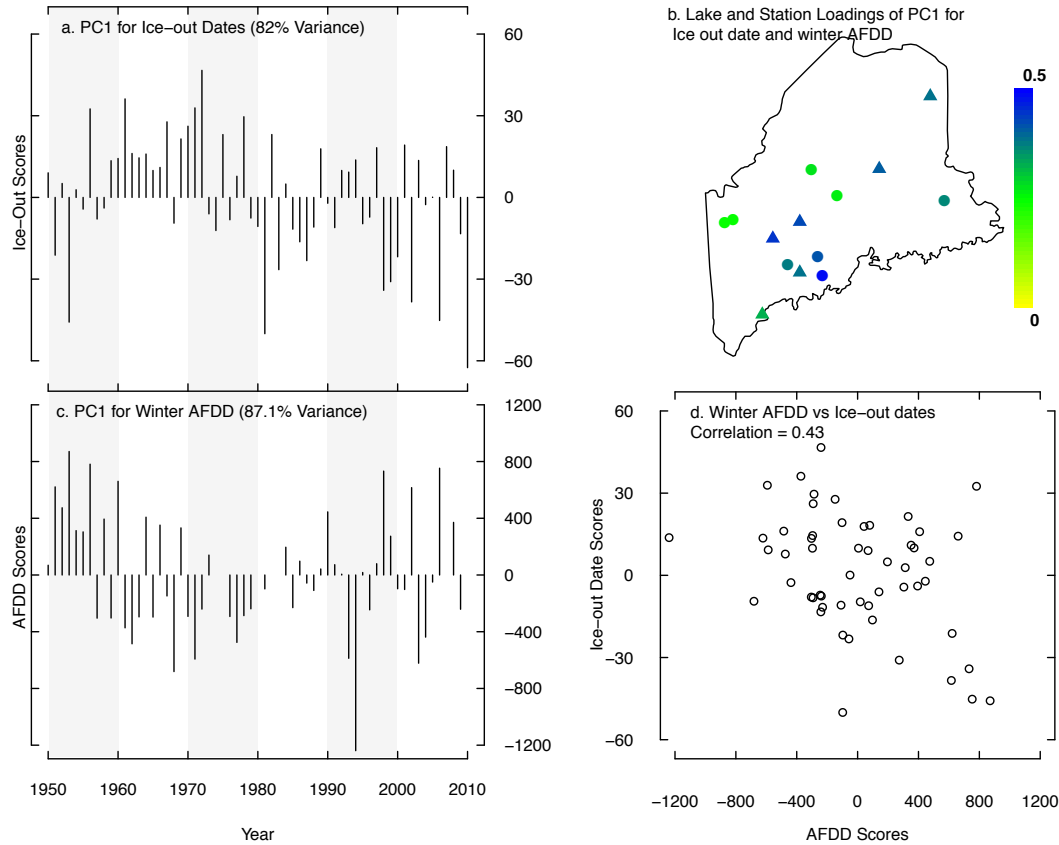 a. PC1 for Ice−out Dates (82% Variance)
60
30
0
−30
−60
Ice−Out Scores
b. Lake and Station Loadings of PC1 for
Ice out date and winter AFDD
0.5
0
c. PC1 for Winter AFDD (87.1% Variance)
1200
800
400
0
−400
−800
−1200
AFDD Scores
1950 1960 1970 1980 1990 2000 2010
Year
d. Winter AFDD vs Ice−out dates
Correlation = 0.43
60
30
0
−30
−60
Ice−out Date Scores
−1200 −800 −400 0 400 800 1200
AFDD Scores